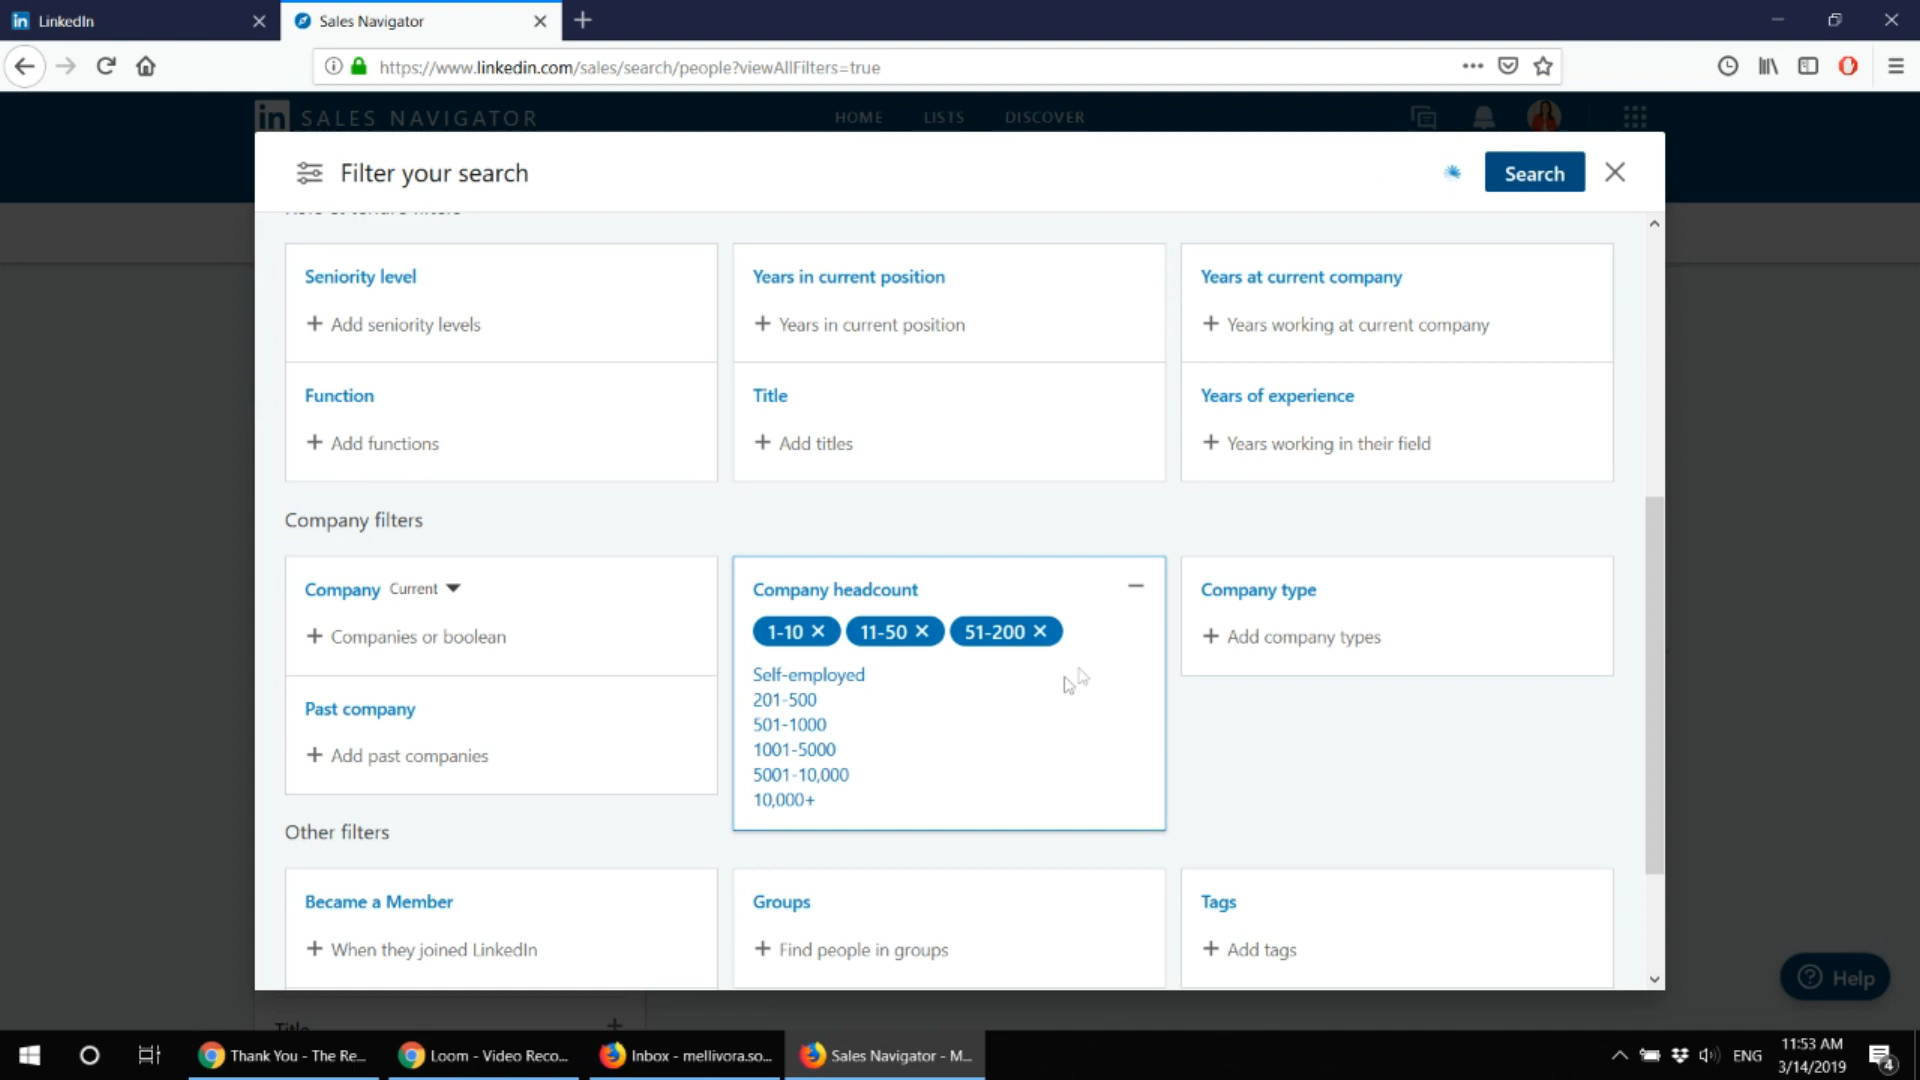 LinkedIn
Sales Navigator
https://www.linkedin.com/sales/search/people?viewAllFilters=true
in SALES NAVIGATOR
HOME
LISTS
DISCOVER
Filter your search
Search
Seniority level
+ Add seniority levels
Years in current position
+ Years in current position
Years at current company
+ Years working at current company
Function
+ Add functions
Title
+ Add titles
Years of experience
+ Years working in their field
Company filters
Company Current
+ Companies or boolean
Company headcount
1-10 × 11-50 × 51-200 ×
Self-employed
201-500
501-1000
1001-5000
5001-10,000
10,000+
Company type
+ Add company types
Past company
+ Add past companies
Other filters
Became a Member
+ When they joined LinkedIn
Groups
+ Find people in groups
Tags
+ Add tags
Help
Title
Thank You - The Re...
Loom - Video Reco...
Inbox - mellivora.so...
Sales Navigator - M...
ENG
11:53 AM
3/14/2019
4